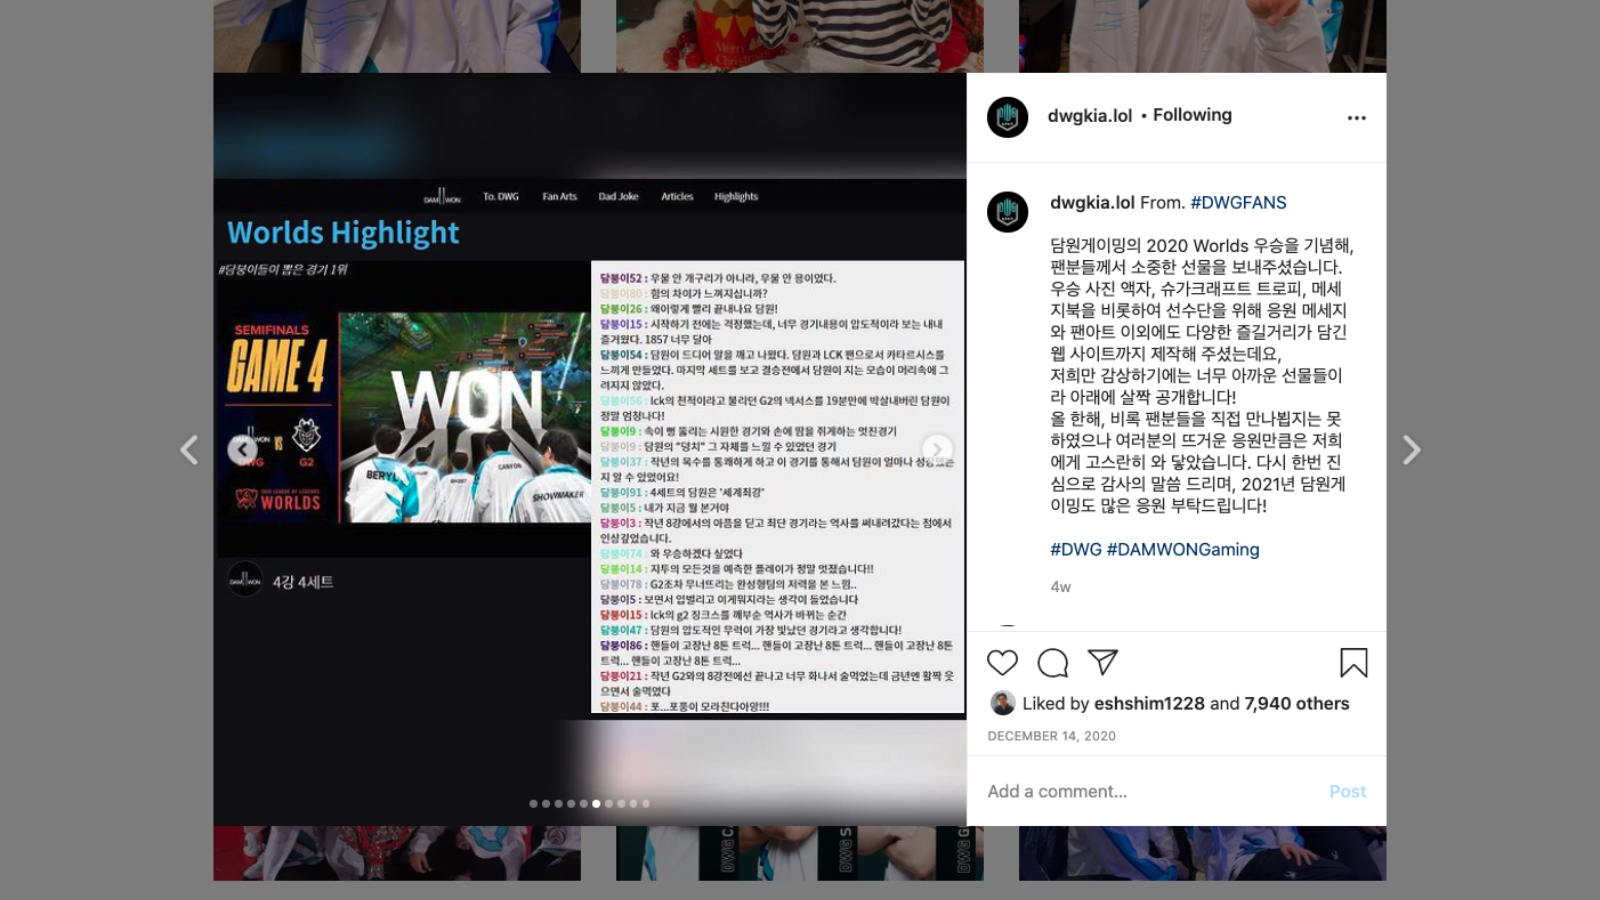 Merry
Christmas
To. DWG
Fan Arts
Dad Joke
Articles
Highlights
DAMWON
Worlds Highlight
#담붕이들이 뽑은 경기 1위
SEMIFINALS
GAME 4
DAMWON VS
DWG G2
WORLDS
WON
BERYL
GHOST
CANYON
SHOWMAKER
DAMWON
4강 4세트
담붕이52 : 우물 안 개구리가 아니라, 우물 안 용이었다.
담붕이80 : 함의 차이가 느껴지십니까?
담붕이26 : 왜이렇게 빨리 끝내나요 담원!
담붕이15 : 시작하기 전에는 걱정했는데, 너무 경기내용이 압도적이라 보는 내내
즐거웠다. 1857 너무 달아
담붕이54 : 담원이 드디어 알을 깨고 나왔다. 담원과 LCK 팬으로서 카타르시스를
느끼게 만들었다. 마지막 세트를 보고 결승전에서 담원이 지는 모습이 머리속에 그
려지지 않았다.
담붕이56 : lck의 천적이라고 불리던 G2의 넥서스를 19분만에 박살내버린 담원이
정말 엄청나다!
담붕이9 : 속이 뻥 뚫리는 시원한 경기와 손에 땀을 쥐게하는 멋진경기
담붕이9 : 담원의 "덩치" 그 자체를 느낄 수 있었던 경기
담붕이37 : 작년의 복수를 통쾌하게 하고 이 경기를 통해서 담원이 얼마나
지 알 수 있었어요!
담붕이91 : 4세트의 담원은 '세계최강'
담붕이5 : 내가 지금 뭘 본거야
담붕이3 : 작년 8강에서의 아픔을 딛고 최단 경기라는 역사를 써내려갔다는 점에서
인상깊었습니다.
담붕이74 : 와 우승하겠다 싶었다
담붕이14 : 지투의 모든것을 예측한 플레이가 정말 멋졌습니다!!
담붕이78 : G2조차 무너뜨리는 완성형팀의 저력을 본 느낌..
담붕이5 : 보면서 입벌리고 이게뭐지라는 생각이 들었습니다
담붕이15 : lck의 g2 징크스를 깨부순 역사가 바뀌는 순간
담붕이47 : 담원의 압도적인 무력이 가장 빛났던 경기라고 생각합니다!
담붕이86 : 핸들이 고장난 8톤 트럭... 핸들이 고장난 8톤 트럭... 핸들이 고장난 8톤
트럭... 핸들이 고장난 8톤 트럭...
담붕이21 : 작년 G2와의 8강전에선 끝나고 너무 화나서 술먹었는데 금년엔 활짝 웃
으면서 술먹었다
담붕이44 : 포...포풍이 모라친다아앙!!!
dwgkia.lol • Following
dwgkia.lol From. #DWGFANS
담원게이밍의 2020 Worlds 우승을 기념해,
팬분들께서 소중한 선물을 보내주셨습니다.
우승 사진 액자, 슈가크래프트 트로피, 메세
지북을 비롯하여 선수단을 위해 응원 메세지
와 팬아트 이외에도 다양한 즐길거리가 담긴
웹 사이트까지 제작해 주셨는데요,
저희만 감상하기에는 너무 아까운 선물들이
라 아래에 살짝 공개합니다!
올 한해, 비록 팬분들을 직접 만나뵙지는 못
하였으나 여러분의 뜨거운 응원만큼은 저희
에게 고스란히 와 닿았습니다. 다시 한번 진
심으로 감사의 말씀 드리며, 2021년 담원게
이밍도 많은 응원 부탁드립니다!
#DWG #DAMWONGaming
4w
Liked by eshshim1228 and 7,940 others
DECEMBER 14, 2020
Add a comment...
Post
DWG C
DWG S
DWG G